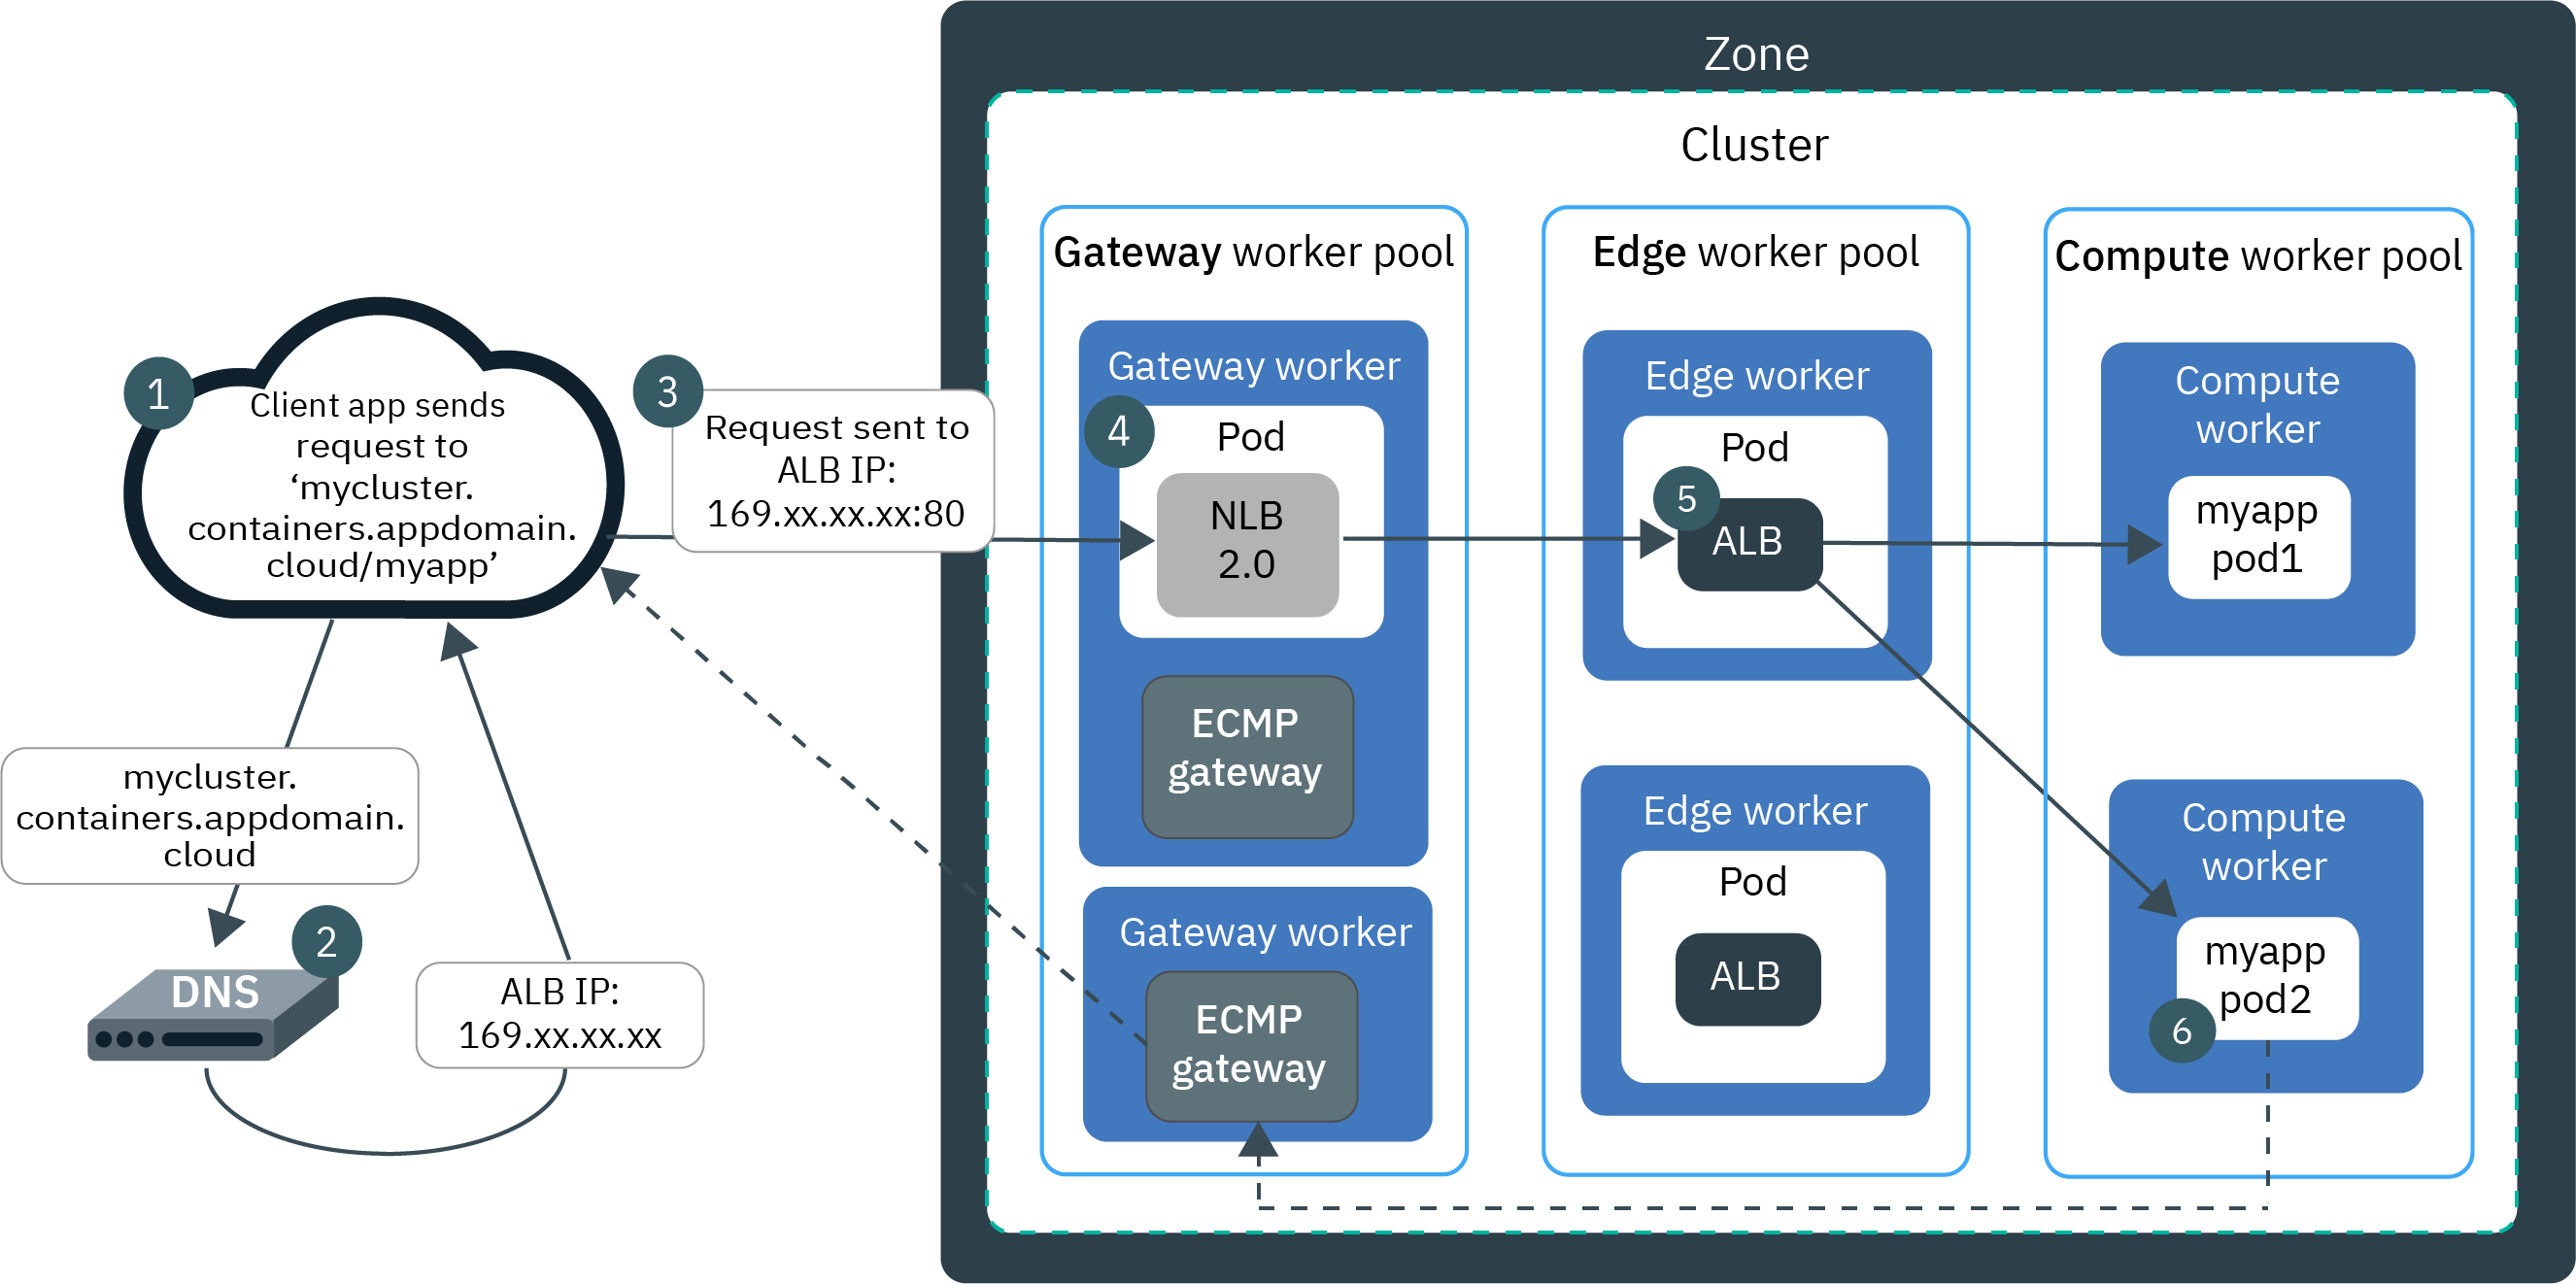 Zone
Cluster
1
Client app sends
request to
‘mycluster.
containers.appdomain.
cloud/myapp’
mycluster.
containers.appdomain.
cloud
2
DNS
ALB IP:
169.xx.xx.xx
3
Request sent to
ALB IP:
169.xx.xx.xx:80
Gateway worker pool
Gateway worker
4
Pod
NLB
2.0
ECMP
gateway
Gateway worker
ECMP
gateway
Edge worker pool
Edge worker
Pod
5
ALB
Edge worker
Pod
ALB
Compute worker pool
Compute
worker
myapp
pod1
Compute
worker
myapp
pod2
6